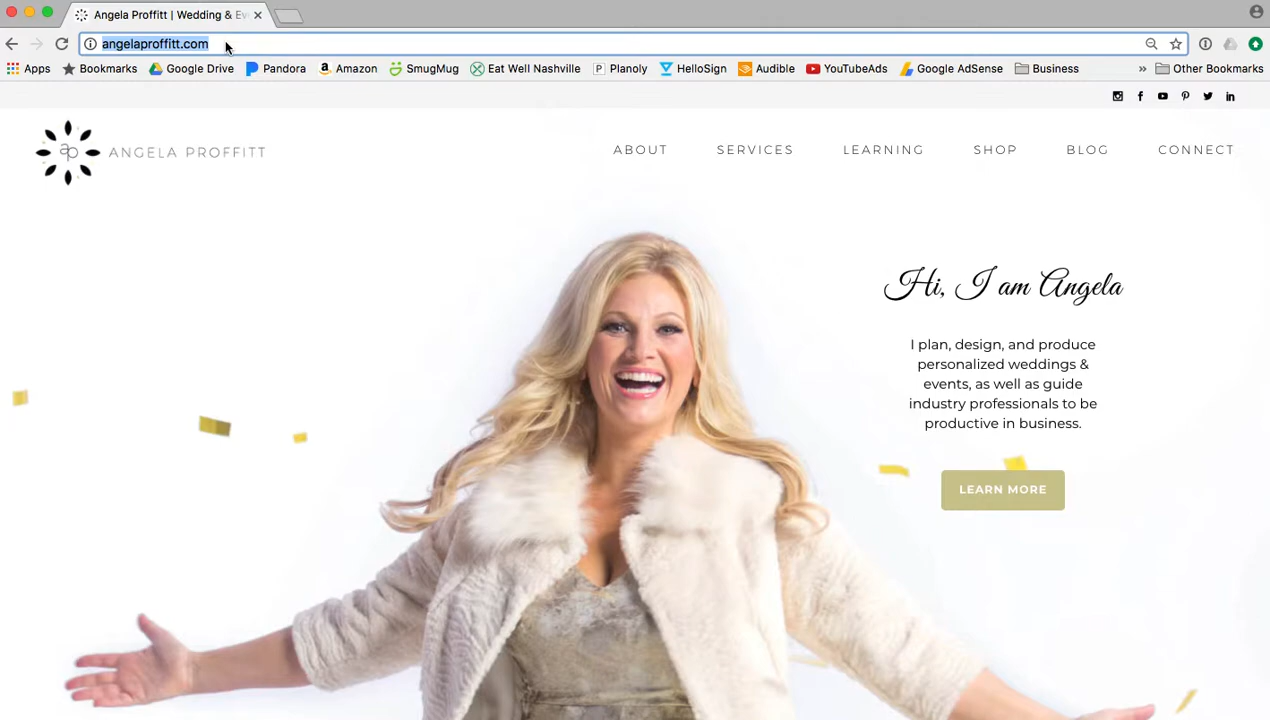 Angela Proffitt | Wedding & Eve
angelaproffitt.com
Apps Bookmarks Google Drive Pandora Amazon SmugMug Eat Well Nashville Planoly HelloSign Audible YouTubeAds Google AdSense Business » Other Bookmarks
ap ANGELA PROFFITT
ABOUT SERVICES LEARNING SHOP BLOG CONNECT
Hi, I am Angela
I plan, design, and produce
personalized weddings &
events, as well as guide
industry professionals to be
productive in business.
LEARN MORE